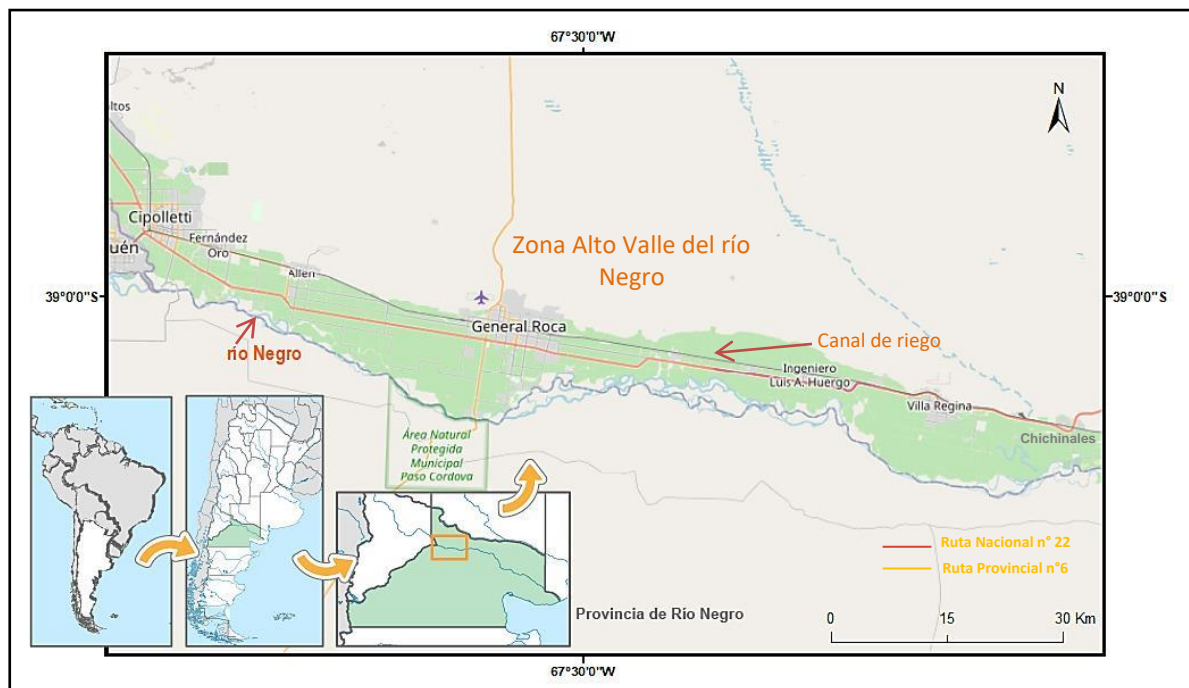 67°30'0"W
N
ltos
Cipolletti
uén
Fernández
Oro
Allen
Zona Alto Valle del río
Negro
39°0'0"S
39°0'0"S
General Roca
río Negro
Canal de riego
Ingeniero
Luis A. Huergo
Villa Regina
Chichinales
Área Natural
Protegida
Municipal
Paso Cordova
Ruta Nacional n° 22
Ruta Provincial n°6
Provincia de Río Negro
0 15 30 Km
67°30'0"W